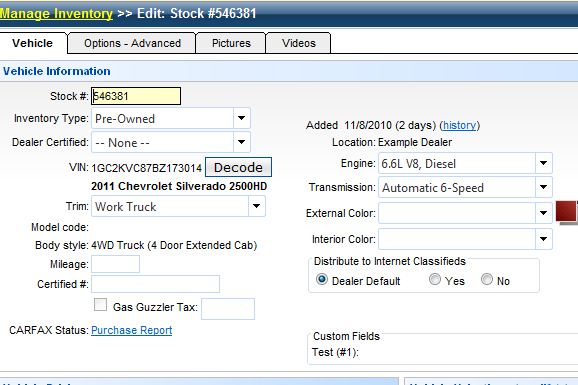 Manage Inventory >> Edit: Stock #546381
Vehicle
Options - Advanced
Pictures
Videos
Vehicle Information
Stock #: 546381
Inventory Type: Pre-Owned
Dealer Certified: -- None --
VIN: 1GC2KVC87BZ173014 Decode
2011 Chevrolet Silverado 2500HD
Trim: Work Truck
Model code:
Body style: 4WD Truck (4 Door Extended Cab)
Mileage:
Certified #:
Gas Guzzler Tax:
CARFAX Status: Purchase Report
Added 11/8/2010 (2 days) (history)
Location: Example Dealer
Engine: 6.6L V8, Diesel
Transmission: Automatic 6-Speed
External Color:
Interior Color:
Distribute to Internet Classifieds
Dealer Default Yes No
Custom Fields
Test (#1):